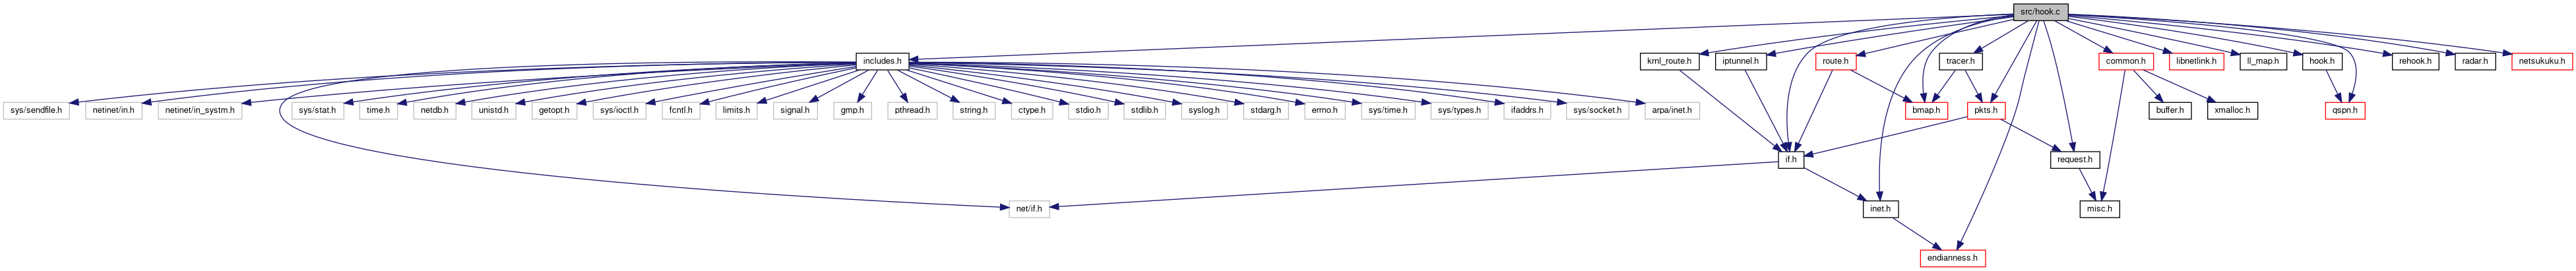 src/hook.c
includes.h
krnl_route.h
iptunnel.h
route.h
tracer.h
common.h
libnetlink.h
ll_map.h
hook.h
rehook.h
radar.h
netsukuku.h
sys/sendfile.h
netinet/in.h
netinet/in_systm.h
sys/stat.h
time.h
netdb.h
unistd.h
getopt.h
sys/ioctl.h
fcntl.h
limits.h
signal.h
gmp.h
pthread.h
string.h
ctype.h
stdio.h
stdlib.h
syslog.h
stdarg.h
errno.h
sys/time.h
sys/types.h
ifaddrs.h
sys/socket.h
arpa/inet.h
bmap.h
pkts.h
buffer.h
xmalloc.h
qspn.h
if.h
request.h
net/if.h
inet.h
misc.h
endianness.h